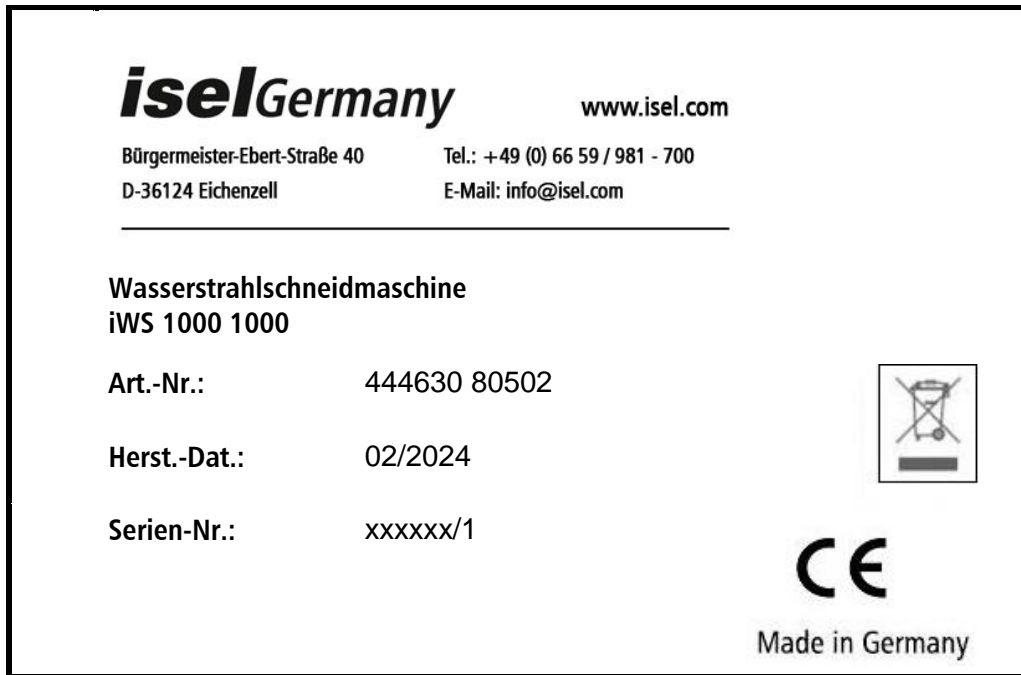 iselGermany www.isel.com
Bürgermeister-Ebert-Straße 40 Tel.: +49 (0) 66 59 / 981 - 700
D-36124 Eichenzell E-Mail: info@isel.com
Wasserstrahlschneidmaschine
iWS 1000 1000
Art.-Nr.: 444630 80502
Herst.-Dat.: 02/2024
Serien-Nr.: xxxxxx/1
CE
Made in Germany